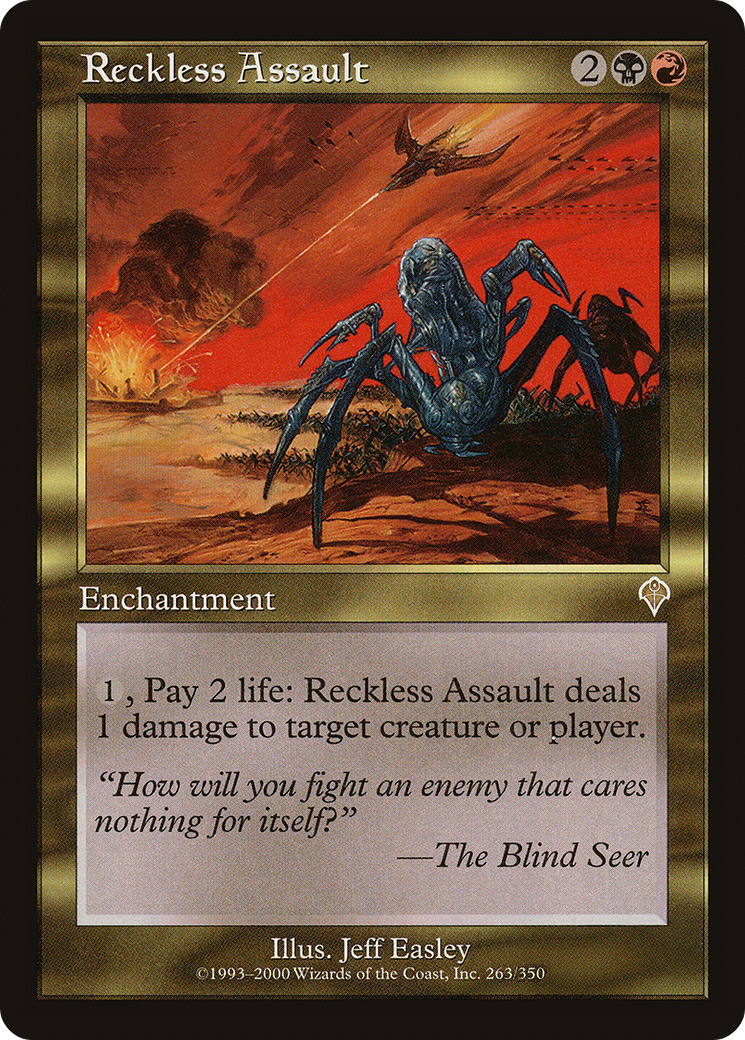 Reckless Assault
2
Enchantment
1, Pay 2 life: Reckless Assault deals
1 damage to target creature or player.
“How will you fight an enemy that cares
nothing for itself?”
—The Blind Seer
Illus. Jeff Easley
©1993–2000 Wizards of the Coast, Inc. 263/350